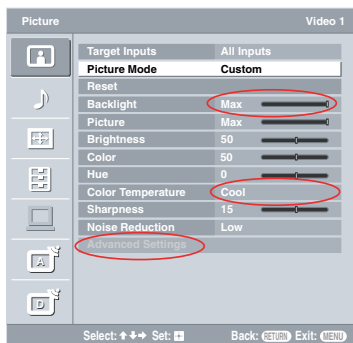 Picture Video 1
Target Inputs All Inputs
Picture Mode Custom
Reset
Backlight Max
Picture Max
Brightness 50
Color 50
Hue 0
Color Temperature Cool
Sharpness 15
Noise Reduction Low
Advanced Settings
A
D
Select: Set: Back: RETURN Exit: MENU